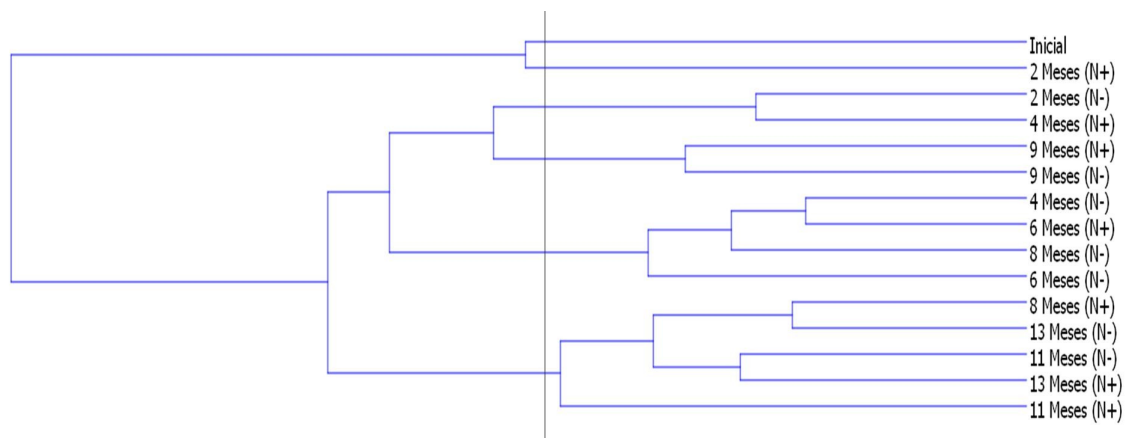 Inicial
2 Meses (N+)
2 Meses (N-)
4 Meses (N+)
9 Meses (N+)
9 Meses (N-)
4 Meses (N-)
6 Meses (N+)
8 Meses (N-)
6 Meses (N-)
8 Meses (N+)
13 Meses (N-)
11 Meses (N-)
13 Meses (N+)
11 Meses (N+)